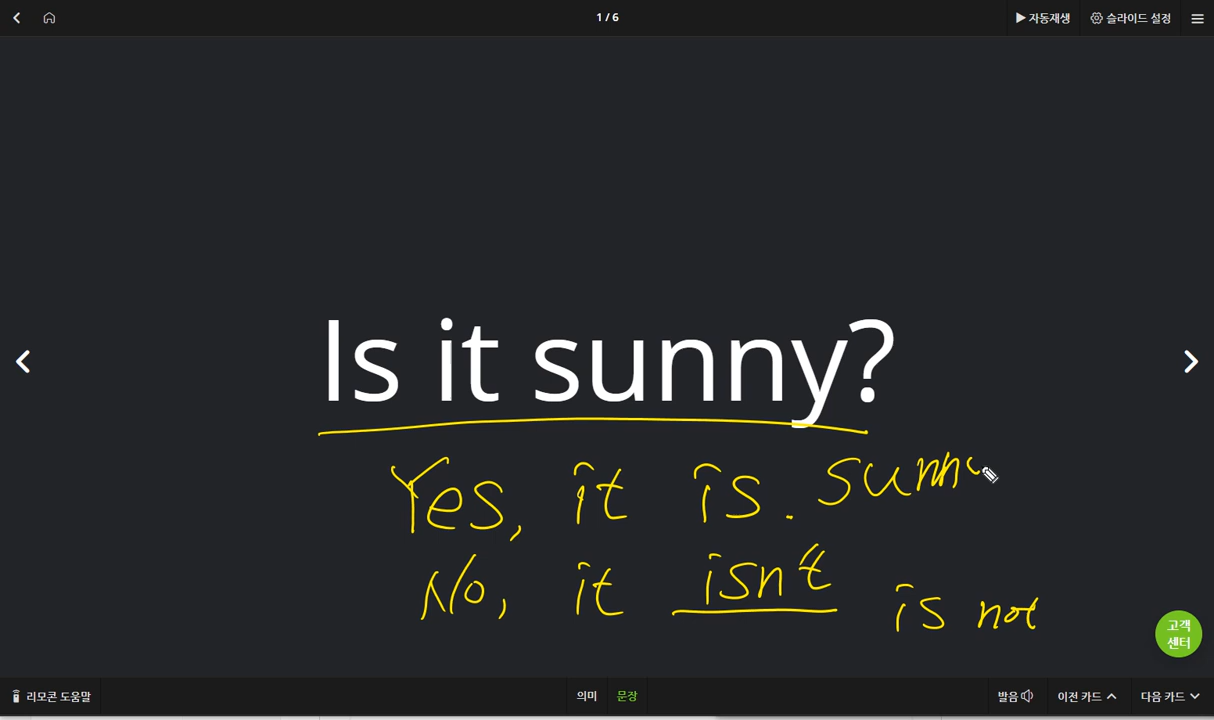 1 / 6
자동재생
슬라이드 설정
Is it sunny?
Yes, it is. sunn
No, it isn't is not
고객
센터
리모콘 도움말
의미
문장
발음
이전 카드
다음 카드